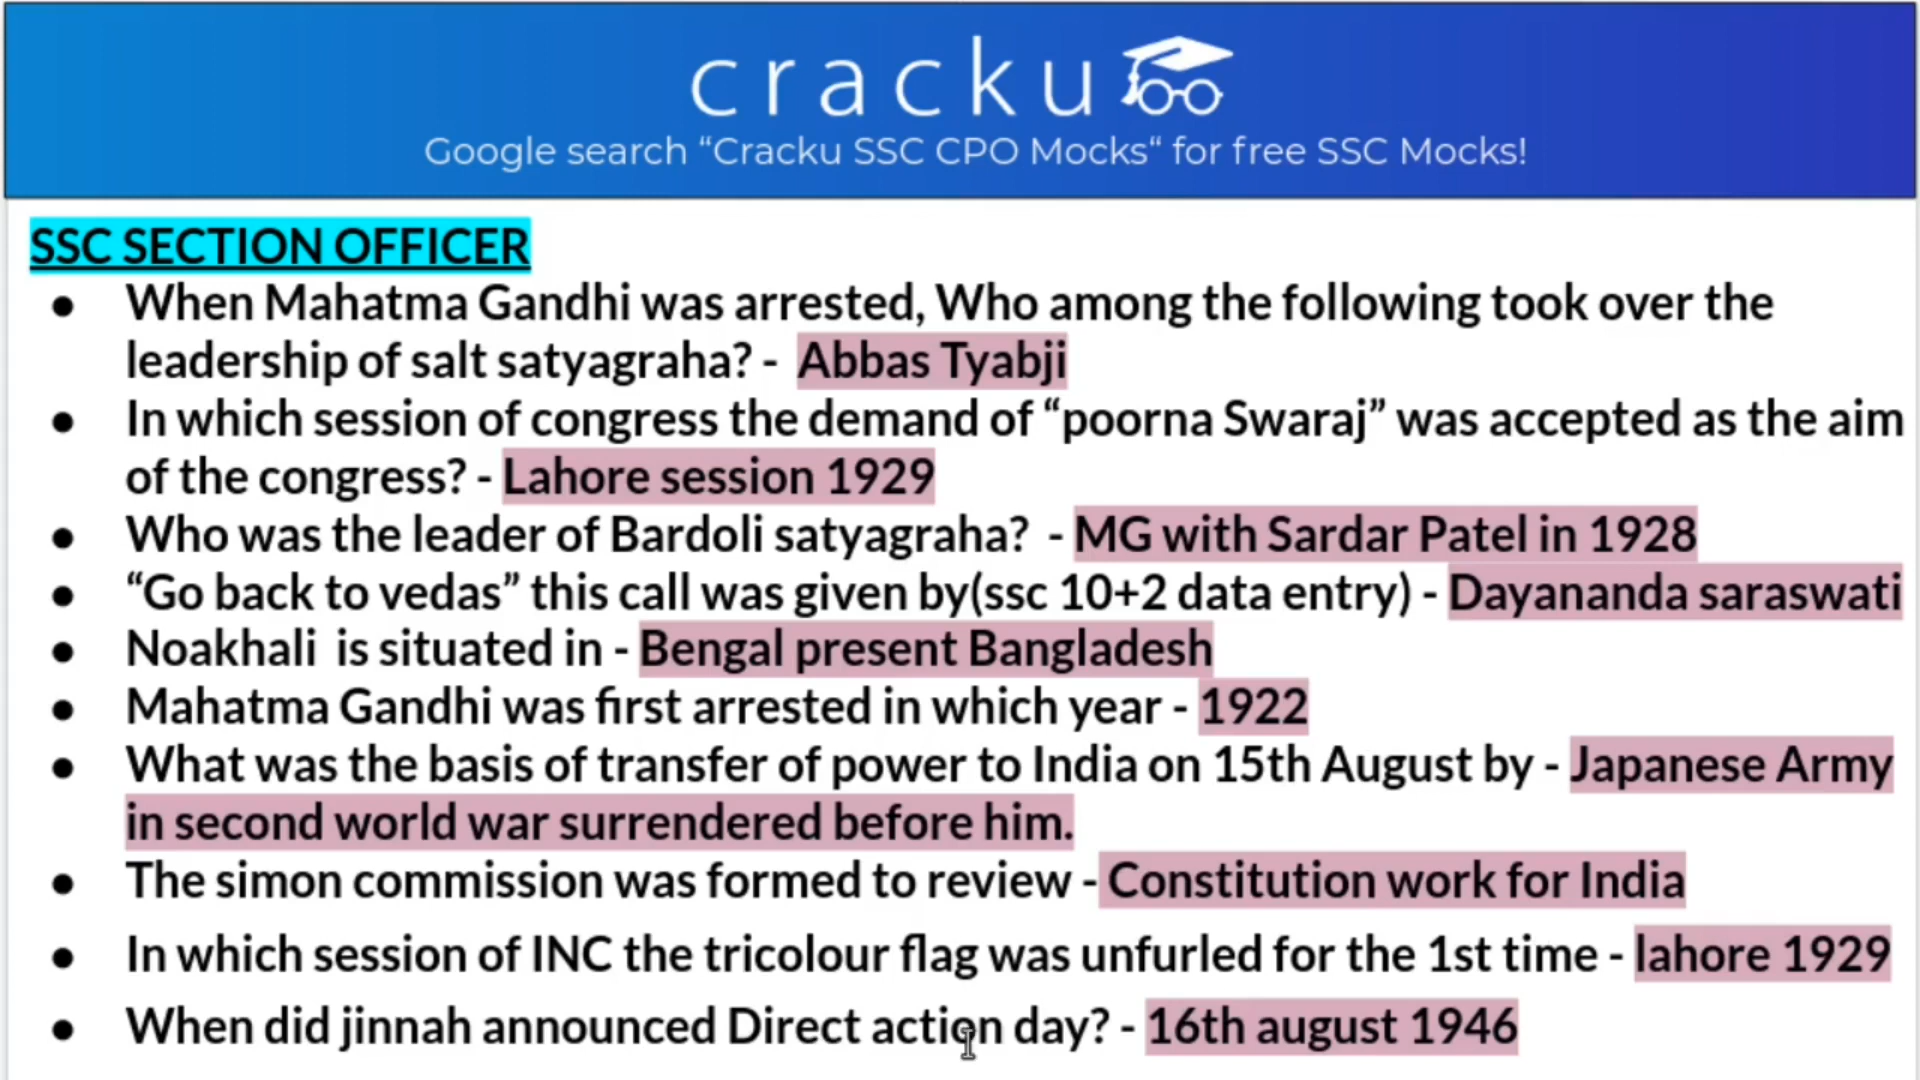 cracku
Google search “Cracku SSC CPO Mocks“ for free SSC Mocks!
SSC SECTION OFFICER
● When Mahatma Gandhi was arrested, Who among the following took over the
leadership of salt satyagraha? - Abbas Tyabji
● In which session of congress the demand of “poorna Swaraj” was accepted as the aim
of the congress? - Lahore session 1929
● Who was the leader of Bardoli satyagraha? - MG with Sardar Patel in 1928
● “Go back to vedas” this call was given by(ssc 10+2 data entry) - Dayananda saraswati
● Noakhali is situated in - Bengal present Bangladesh
● Mahatma Gandhi was first arrested in which year - 1922
● What was the basis of transfer of power to India on 15th August by - Japanese Army
in second world war surrendered before him.
● The simon commission was formed to review - Constitution work for India
● In which session of INC the tricolour flag was unfurled for the 1st time - lahore 1929
● When did jinnah announced Direct action day? - 16th august 1946